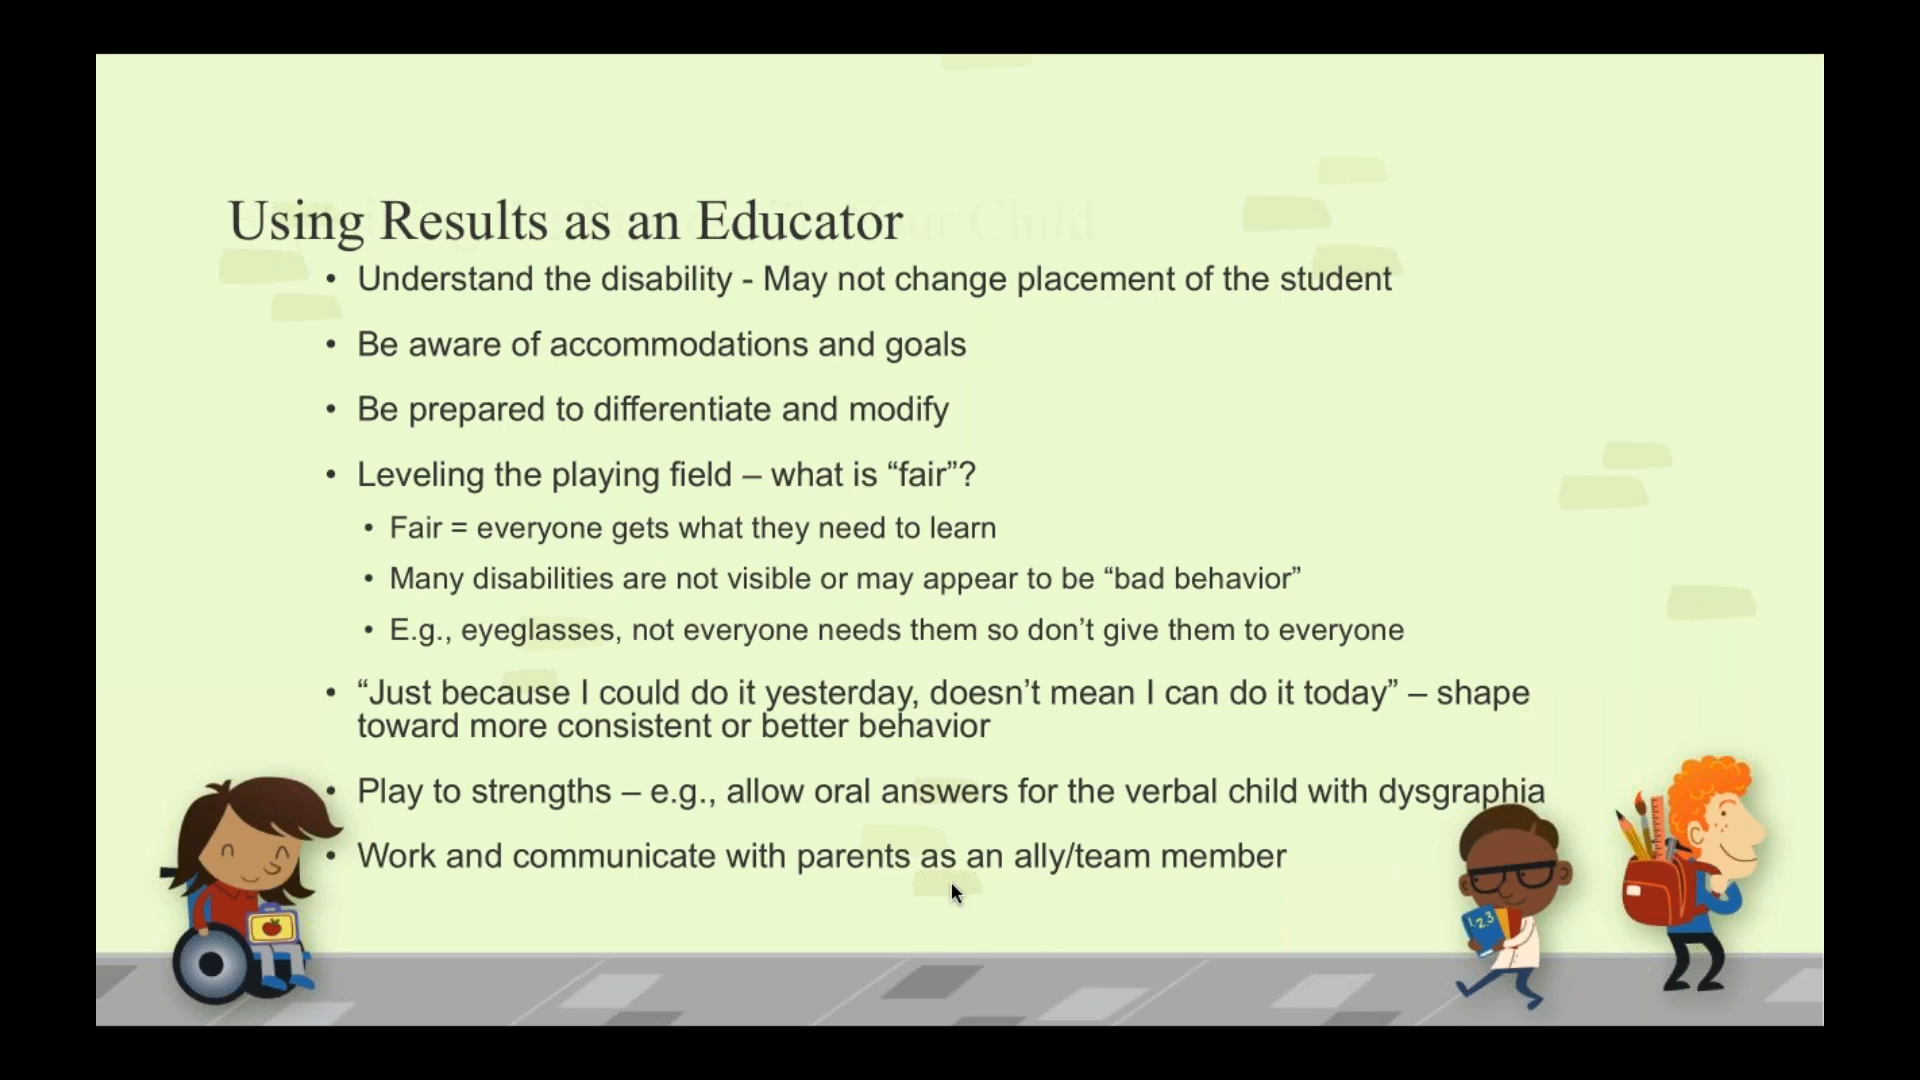 Using Results as an Educator
• Understand the disability - May not change placement of the student
• Be aware of accommodations and goals
• Be prepared to differentiate and modify
• Leveling the playing field – what is “fair”?
• Fair = everyone gets what they need to learn
• Many disabilities are not visible or may appear to be “bad behavior”
• E.g., eyeglasses, not everyone needs them so don’t give them to everyone
• “Just because I could do it yesterday, doesn’t mean I can do it today” – shape
toward more consistent or better behavior
• Play to strengths – e.g., allow oral answers for the verbal child with dysgraphia
• Work and communicate with parents as an ally/team member
1,2,3